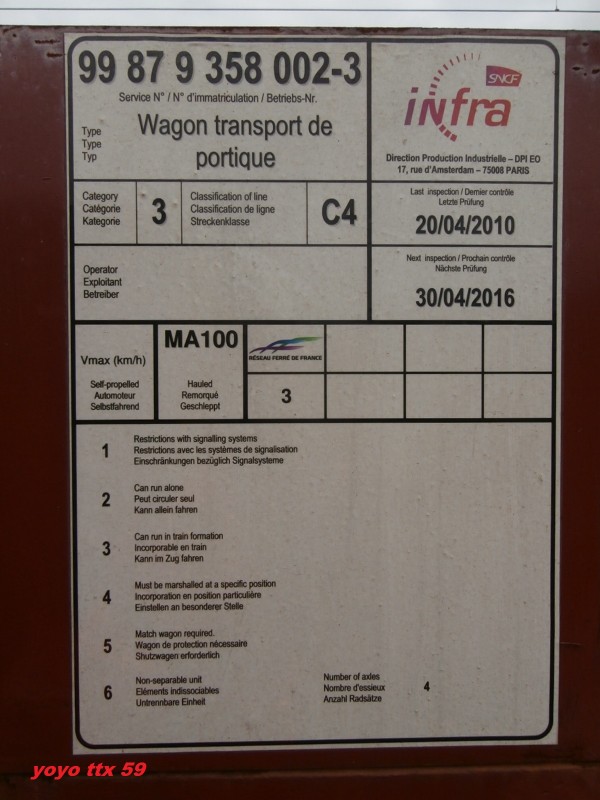 99 87 9 358 002-3
Service N° / N° d'immatriculation / Betriebs-Nr.
Type
Type
Typ
Wagon transport de
portique
SNCF
infra
Direction Production Industrielle – DPI EO
17, rue d'Amsterdam – 75008 PARIS
Category
Catégorie
Kategorie
3
Classification of line
Classification de ligne
Streckenklasse
C4
Last inspection / Dernier contrôle
Letzte Prüfung
20/04/2010
Operator
Exploitant
Betreiber
Next inspection / Prochain contrôle
Nächste Prüfung
30/04/2016
Vmax (km/h)
Self-propelled
Automoteur
Selbstfahrend
MA100
Hauled
Remorqué
Geschleppt
RÉSEAU FERRÉ DE FRANCE
3
1
Restrictions with signalling systems
Restrictions avec les systèmes de signalisation
Einschränkungen bezüglich Signalsysteme
2
Can run alone
Peut circuler seul
Kann allein fahren
3
Can run in train formation
Incorporable en train
Kann im Zug fahren
4
Must be marshalled at a specific position
Incorporation en position particulière
Einstellen an besonderer Stelle
5
Match wagon required.
Wagon de protection nécessaire
Shutzwagen erforderlich
6
Non-separable unit
Eléments indissociables
Untrennbare Einheit
Number of axles
Nombre d'essieux
Anzahl Radsätze
4
yoyo ttx 59